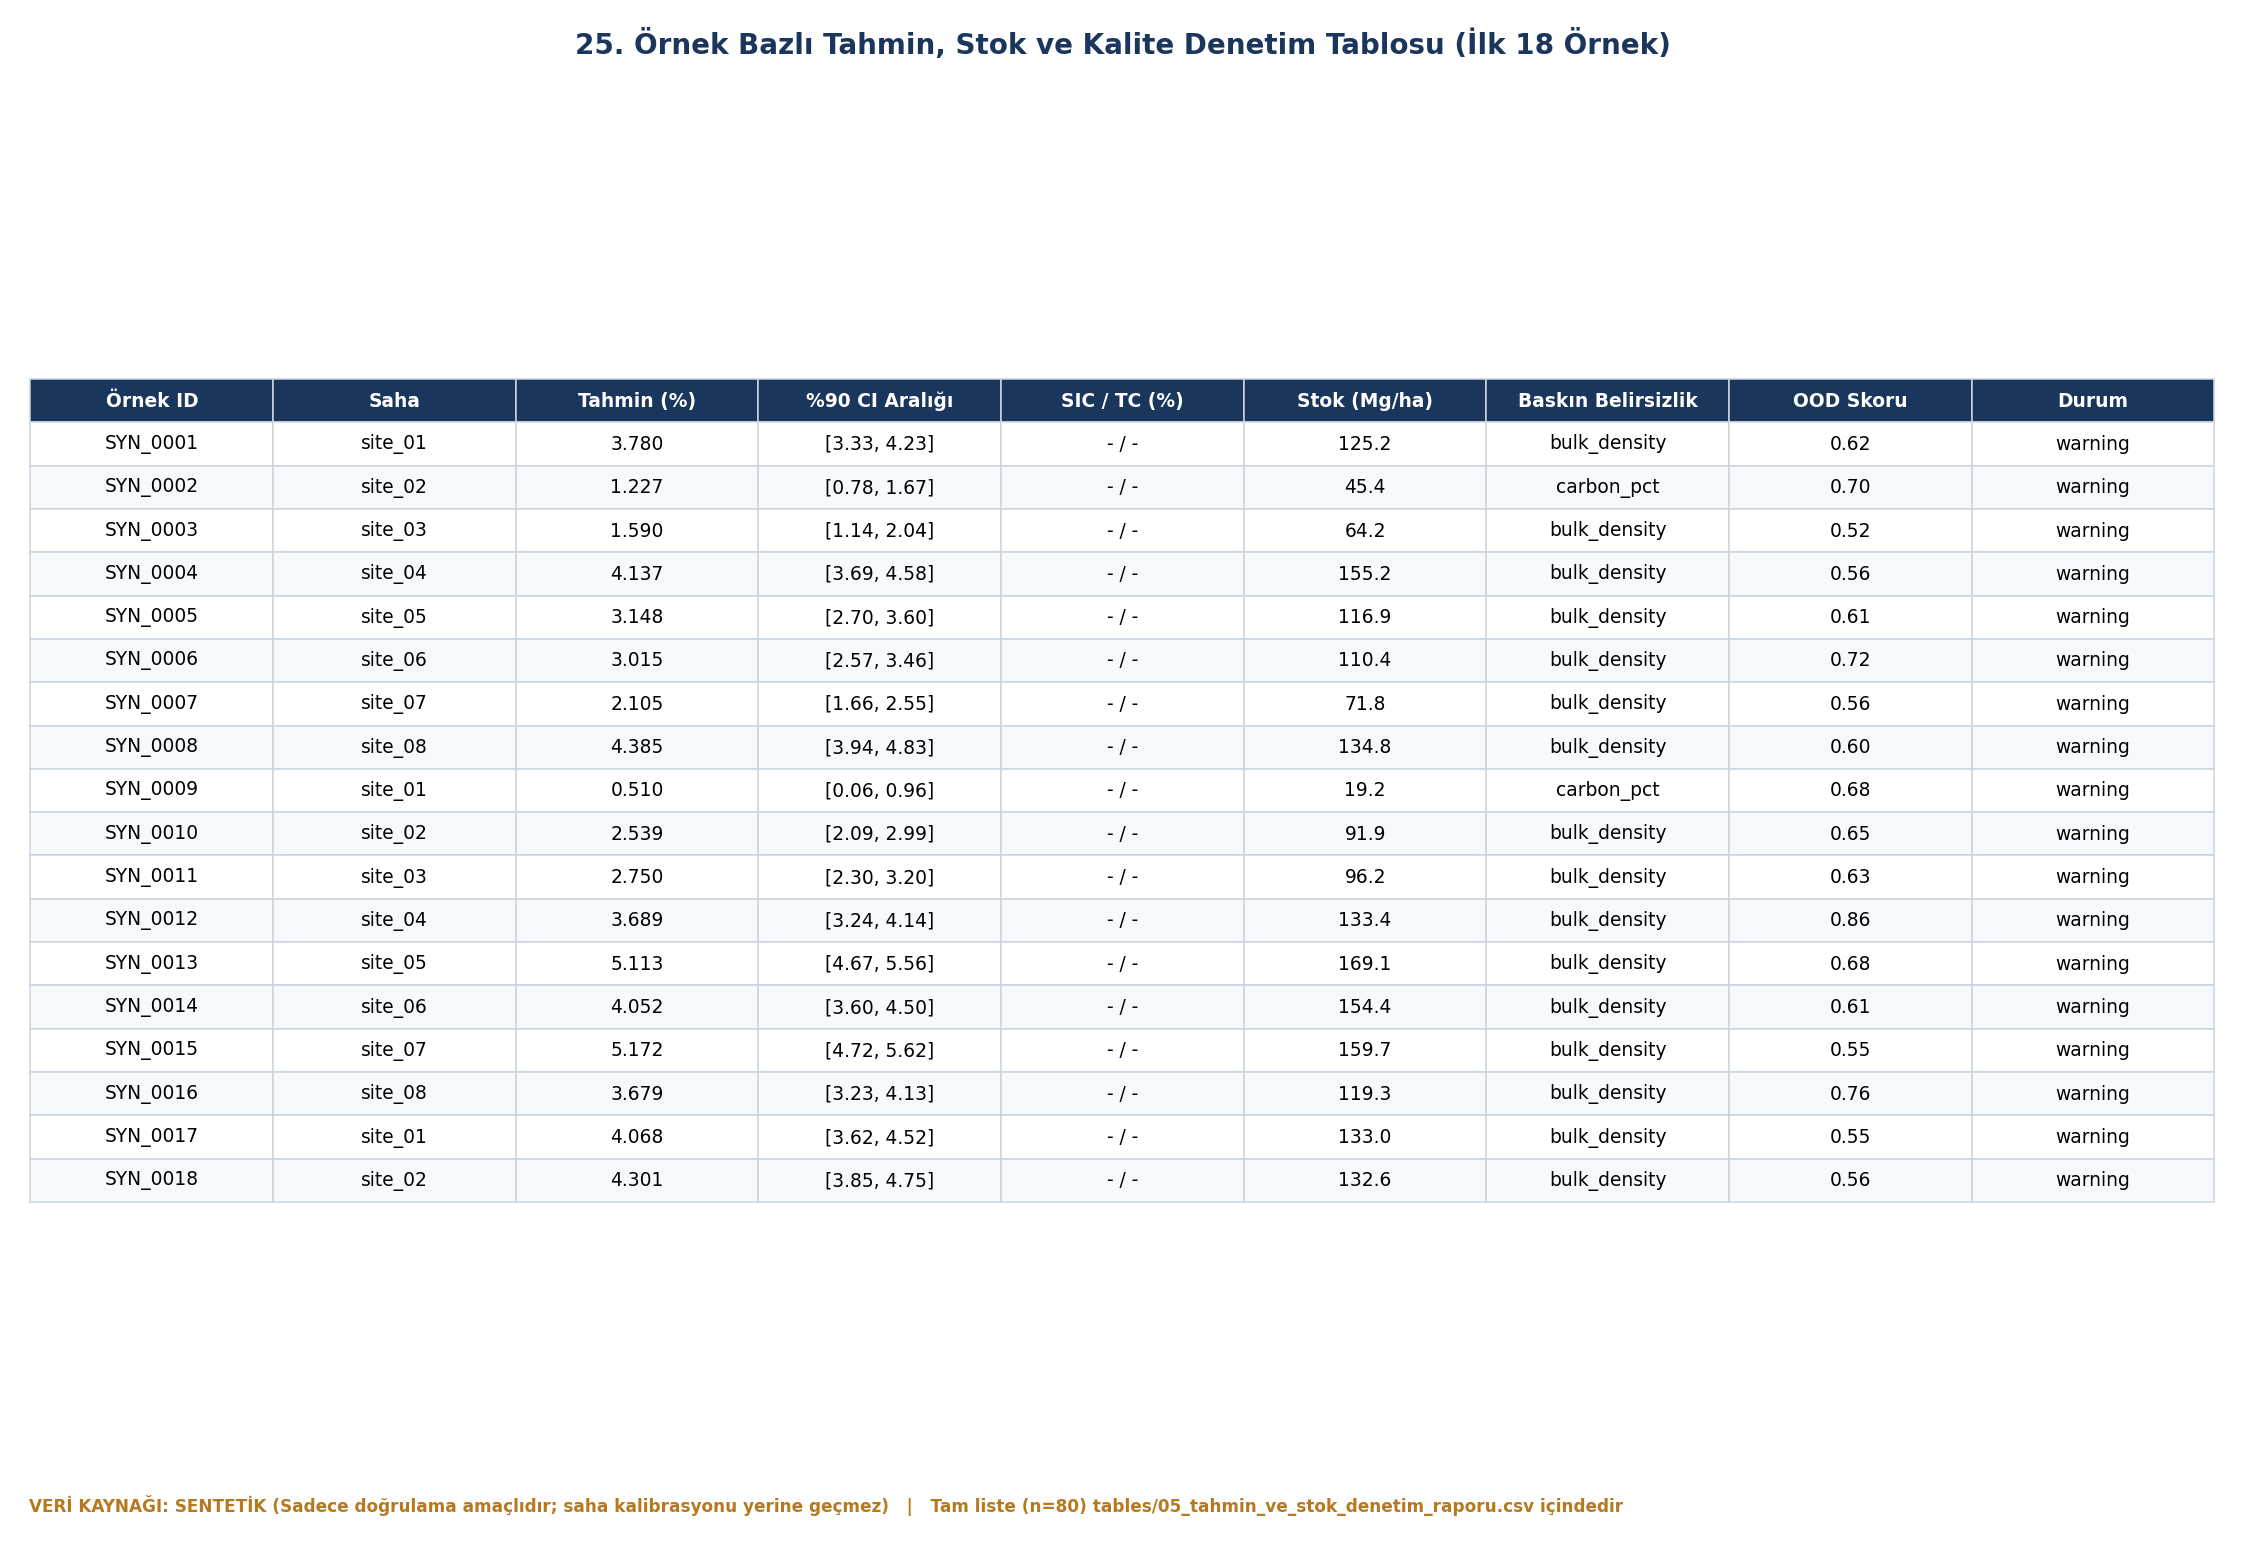 25. Örnek Bazlı Tahmin, Stok ve Kalite Denetim Tablosu (İlk 18 Örnek)
Örnek ID Saha Tahmin (%) %90 CI Aralığı SIC / TC (%) Stok (Mg/ha) Baskın Belirsizlik OOD Skoru Durum
SYN_0001 site_01 3.780 [3.33, 4.23] - / - 125.2 bulk_density 0.62 warning
SYN_0002 site_02 1.227 [0.78, 1.67] - / - 45.4 carbon_pct 0.70 warning
SYN_0003 site_03 1.590 [1.14, 2.04] - / - 64.2 bulk_density 0.52 warning
SYN_0004 site_04 4.137 [3.69, 4.58] - / - 155.2 bulk_density 0.56 warning
SYN_0005 site_05 3.148 [2.70, 3.60] - / - 116.9 bulk_density 0.61 warning
SYN_0006 site_06 3.015 [2.57, 3.46] - / - 110.4 bulk_density 0.72 warning
SYN_0007 site_07 2.105 [1.66, 2.55] - / - 71.8 bulk_density 0.56 warning
SYN_0008 site_08 4.385 [3.94, 4.83] - / - 134.8 bulk_density 0.60 warning
SYN_0009 site_01 0.510 [0.06, 0.96] - / - 19.2 carbon_pct 0.68 warning
SYN_0010 site_02 2.539 [2.09, 2.99] - / - 91.9 bulk_density 0.65 warning
SYN_0011 site_03 2.750 [2.30, 3.20] - / - 96.2 bulk_density 0.63 warning
SYN_0012 site_04 3.689 [3.24, 4.14] - / - 133.4 bulk_density 0.86 warning
SYN_0013 site_05 5.113 [4.67, 5.56] - / - 169.1 bulk_density 0.68 warning
SYN_0014 site_06 4.052 [3.60, 4.50] - / - 154.4 bulk_density 0.61 warning
SYN_0015 site_07 5.172 [4.72, 5.62] - / - 159.7 bulk_density 0.55 warning
SYN_0016 site_08 3.679 [3.23, 4.13] - / - 119.3 bulk_density 0.76 warning
SYN_0017 site_01 4.068 [3.62, 4.52] - / - 133.0 bulk_density 0.55 warning
SYN_0018 site_02 4.301 [3.85, 4.75] - / - 132.6 bulk_density 0.56 warning
VERİ KAYNAĞI: SENTETİK (Sadece doğrulama amaçlıdır; saha kalibrasyonu yerine geçmez) | Tam liste (n=80) tables/05_tahmin_ve_stok_denetim_raporu.csv içindedir